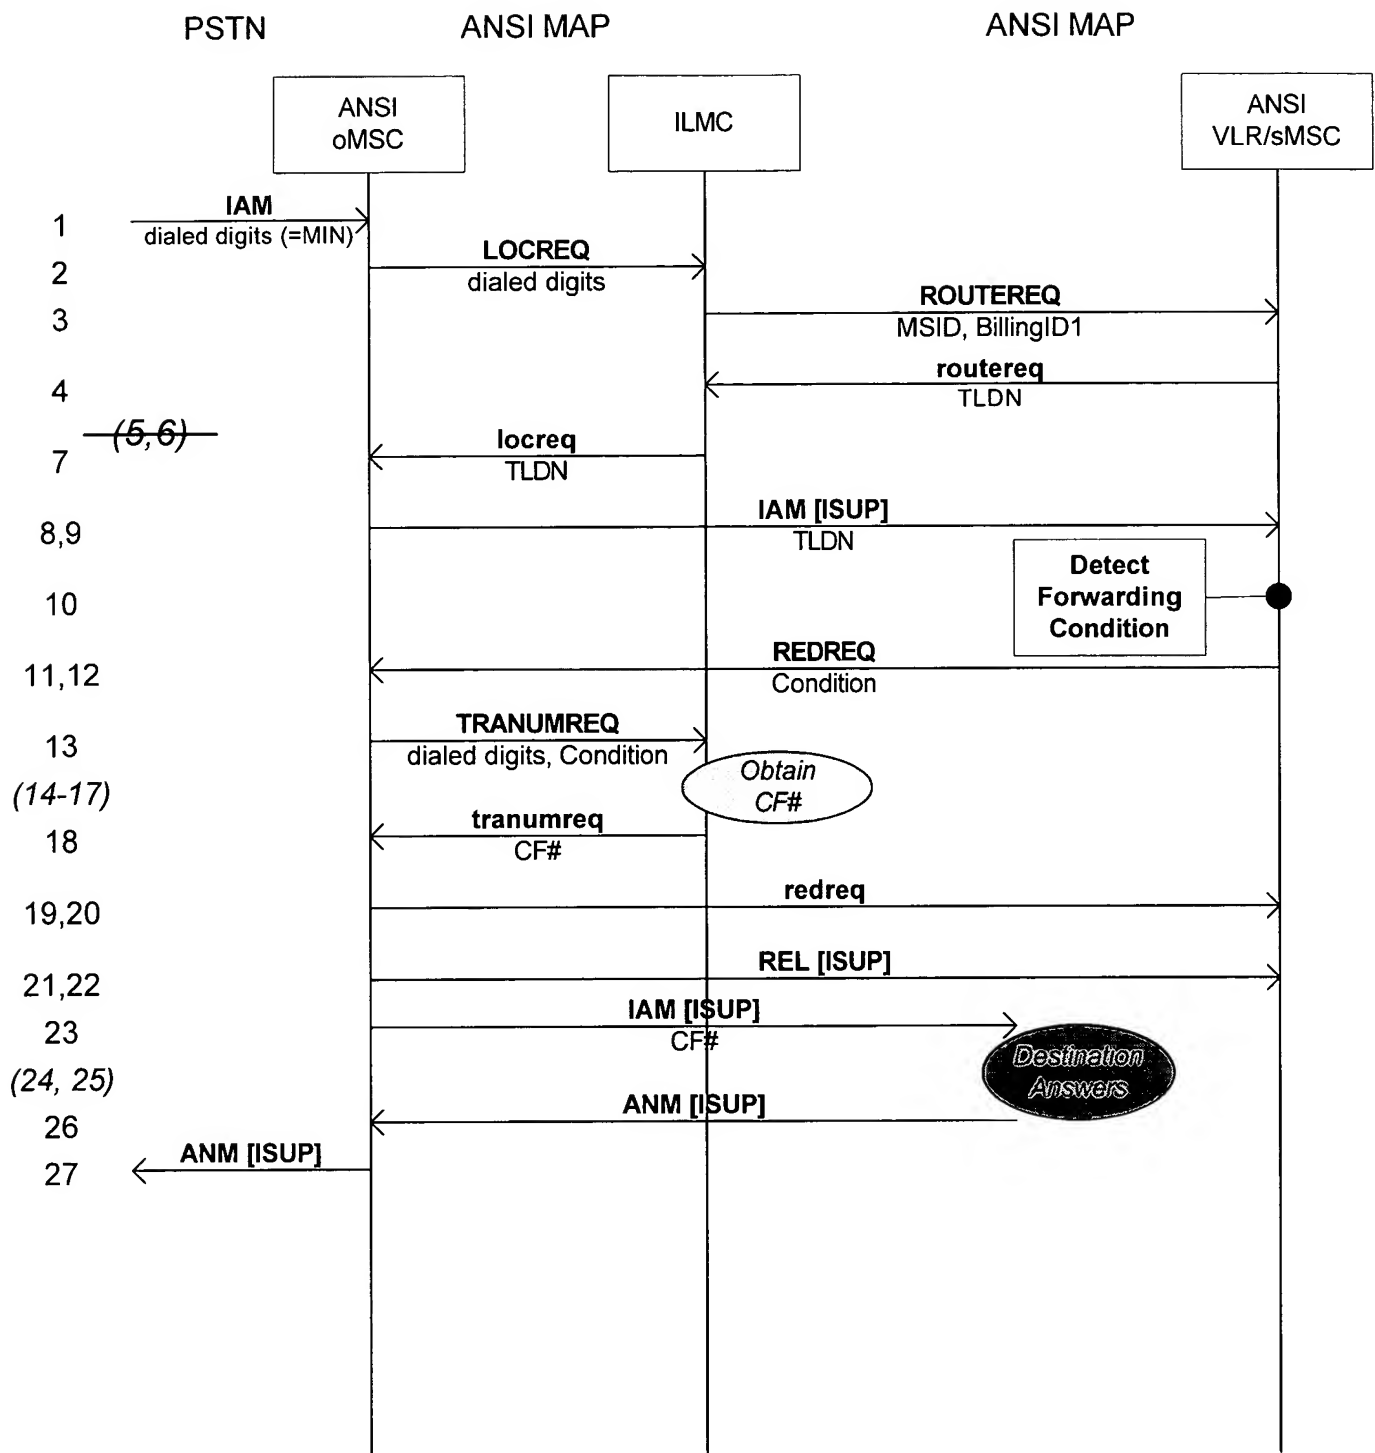 PSTN
ANSI MAP
ANSI MAP
ANSI
oMSC
ILMC
ANSI
VLR/sMSC
1
IAM
dialed digits (=MIN)
2
LOCREQ
dialed digits
3
ROUTEREQ
MSID, BillingID1
4
routereq
TLDN
(5,6)
7
locreq
TLDN
8,9
IAM [ISUP]
TLDN
10
Detect
Forwarding
Condition
11,12
REDREQ
Condition
13
TRANUMREQ
dialed digits, Condition
(14-17)
Obtain
CF#
18
tranumreq
CF#
19,20
redreq
21,22
REL [ISUP]
23
IAM [ISUP]
CF#
(24, 25)
Destination
Answers
26
ANM [ISUP]
27
ANM [ISUP]